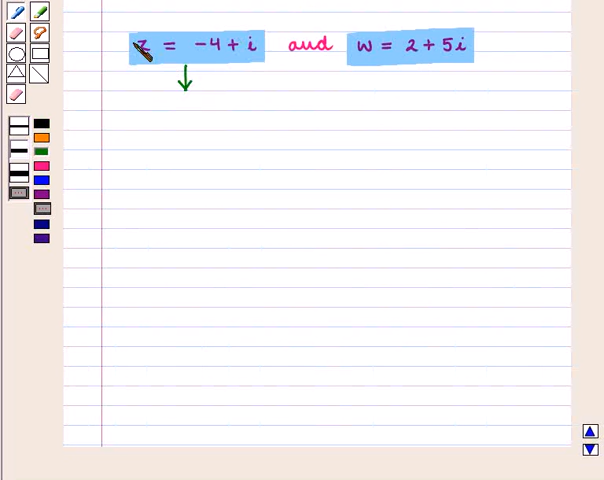 z = -4 + i and w = 2 + 5i